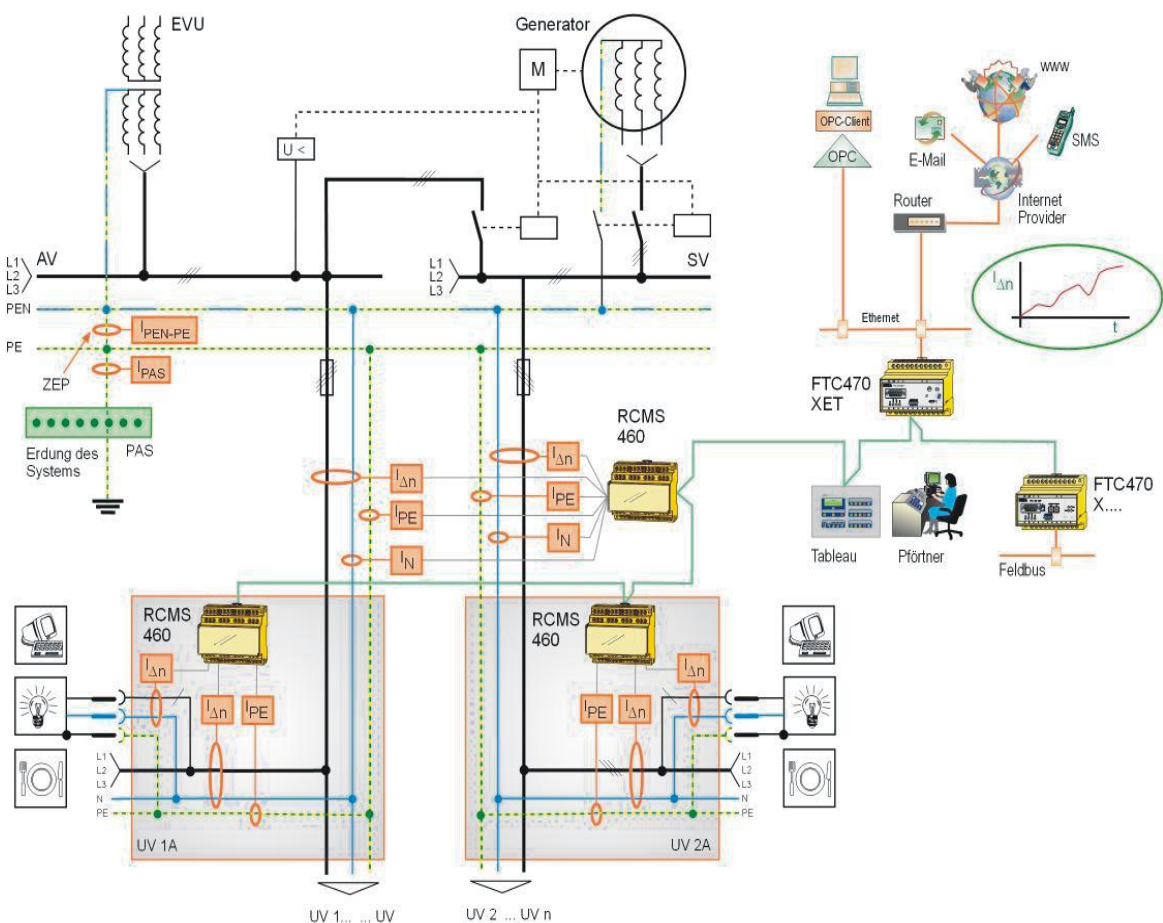 EVU
Generator
M
U <
OPC-Client
OPC
WWW
E-Mail
SMS
Router
Internet
Provider
L1
L2
L3
AV
L1
L2
L3
SV
PEN
PE
ZEP
IPEN-PE
IPAS
Erdung des
Systems
PAS
Ethernet
IΔn
t
FTC470
XET
RCMS
460
IΔn
IPE
IN
IΔn
IPE
IN
Tableau
Pförtner
FTC470
X....
Feldbus
RCMS
460
IΔn
IΔn
IPE
L1
L2
L3
N
PE
UV 1A
RCMS
460
IΔn
IPE
IΔn
L1
L2
L3
N
PE
UV 2A
UV 1... ... UV
UV 2 ... UV n